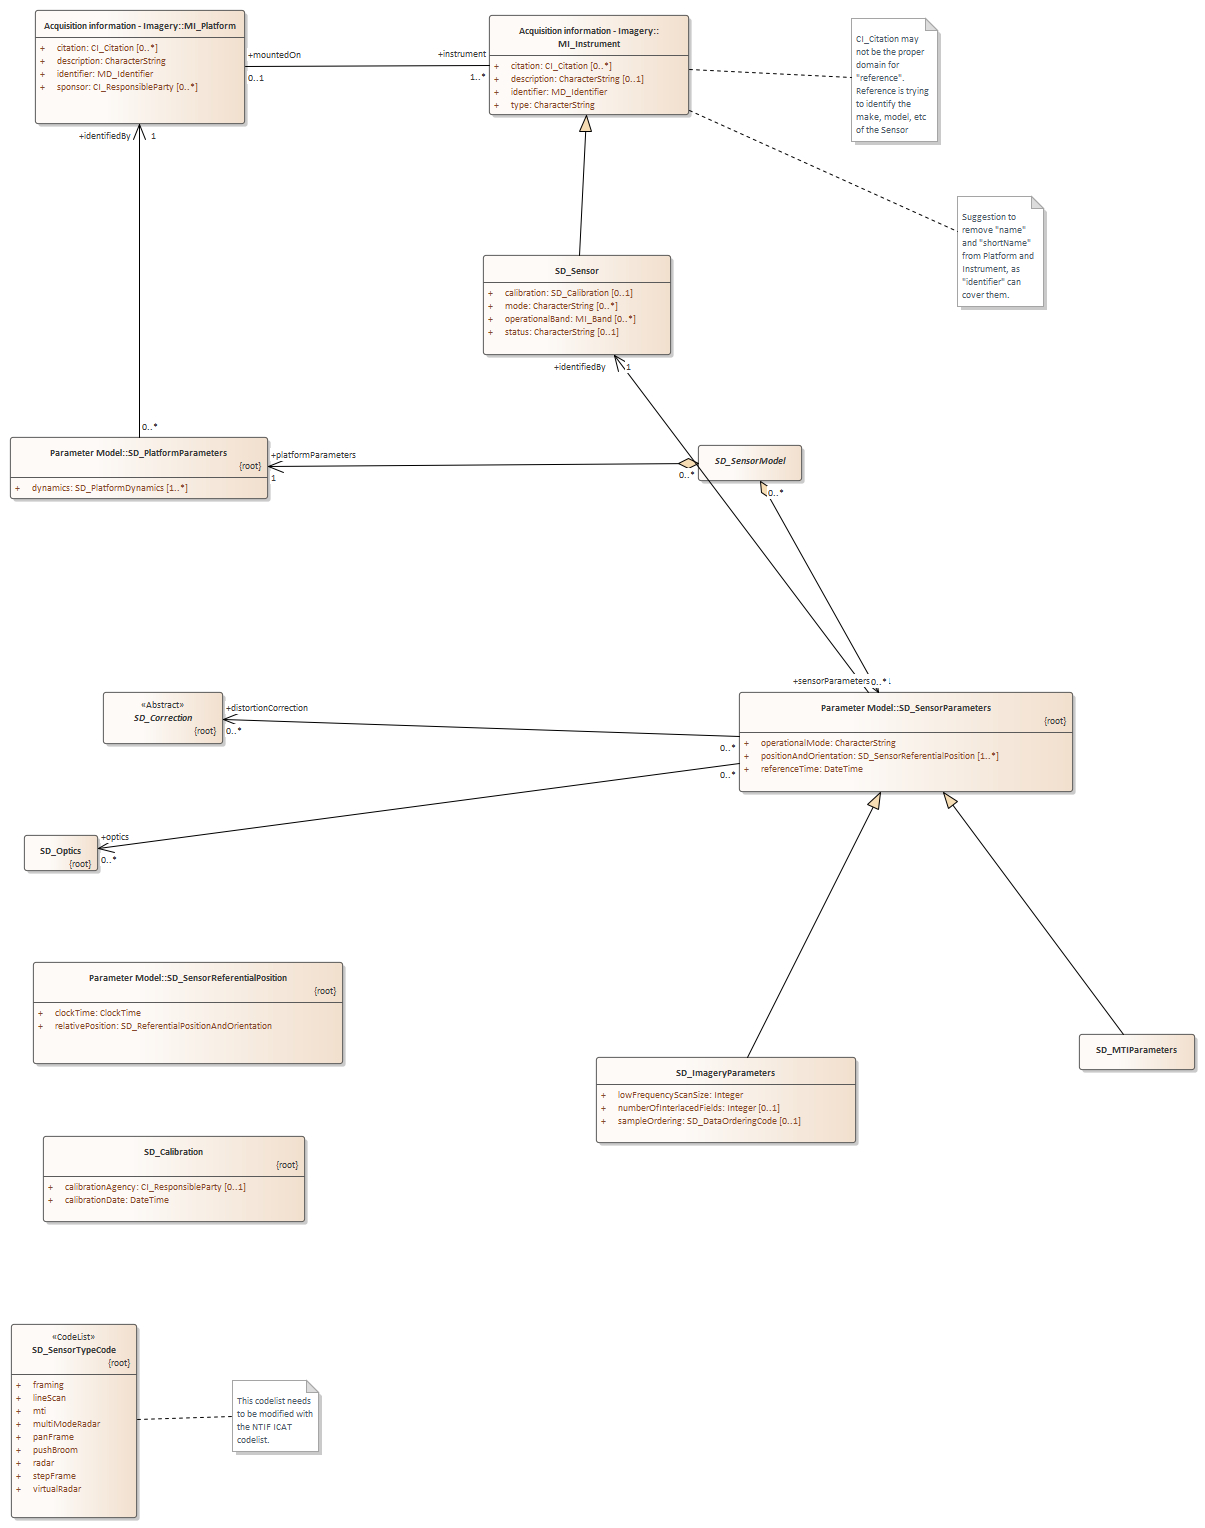 Acquisition information - Imagery::MI_Platform
+ citation: CI_Citation [0..*]
+ description: CharacterString
+ identifier: MD_Identifier
+ sponsor: CI_ResponsibleParty [0..*]
+mountedOn
0..1
+instrument
1..*
Acquisition information - Imagery::
MI_Instrument
+ citation: CI_Citation [0..*]
+ description: CharacterString [0..1]
+ identifier: MD_Identifier
+ type: CharacterString
CI_Citation may
not be the proper
domain for
"reference".
Reference is trying
to identify the
make, model, etc
of the Sensor
Suggestion to
remove "name"
and "shortName"
from Platform and
Instrument, as
"identifier" can
cover them.
+identifiedBy
1
0..*
SD_Sensor
+ calibration: SD_Calibration [0..1]
+ mode: CharacterString [0..*]
+ operationalBand: MI_Band [0..*]
+ status: CharacterString [0..1]
+identifiedBy
1
Parameter Model::SD_PlatformParameters
{root}
+ dynamics: SD_PlatformDynamics [1..*]
+platformParameters
1
0..*
SD_SensorModel
0..*
+sensorParameters
0..*
«Abstract»
SD_Correction
{root}
+distortionCorrection
0..*
0..*
0..*
Parameter Model::SD_SensorParameters
{root}
+ operationalMode: CharacterString
+ positionAndOrientation: SD_SensorReferentialPosition [1..*]
+ referenceTime: DateTime
SD_Optics
{root}
+optics
0..*
Parameter Model::SD_SensorReferentialPosition
{root}
+ clockTime: ClockTime
+ relativePosition: SD_ReferentialPositionAndOrientation
SD_ImageryParameters
+ lowFrequencyScanSize: Integer
+ numberOfInterlacedFields: Integer [0..1]
+ sampleOrdering: SD_DataOrderingCode [0..1]
SD_MTIParameters
SD_Calibration
{root}
+ calibrationAgency: CI_ResponsibleParty [0..1]
+ calibrationDate: DateTime
«CodeList»
SD_SensorTypeCode
{root}
+ framing
+ lineScan
+ mti
+ multiModeRadar
+ panFrame
+ pushBroom
+ radar
+ stepFrame
+ virtualRadar
This codelist needs
to be modified with
the NTIF ICAT
codelist.